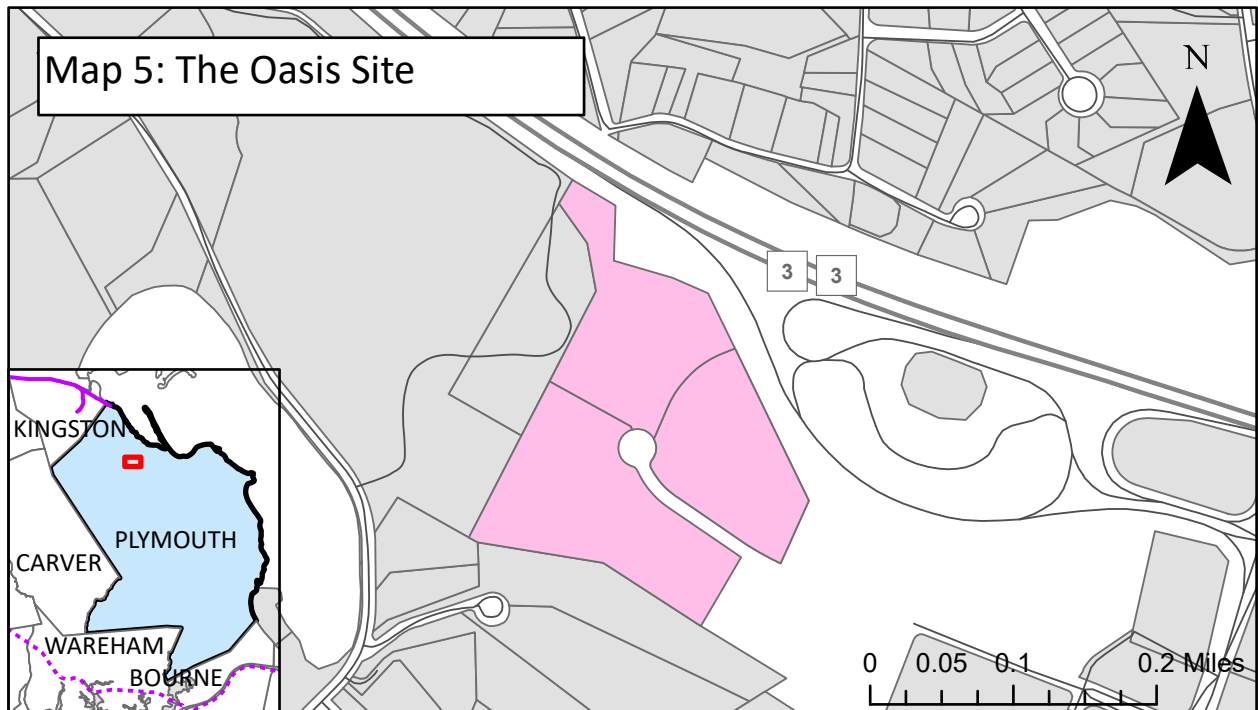 Map 5: The Oasis Site
N
3 3
KINGSTON
PLYMOUTH
CARVER
WAREHAM
BOURNE
0 0.05 0.1 0.2 Miles